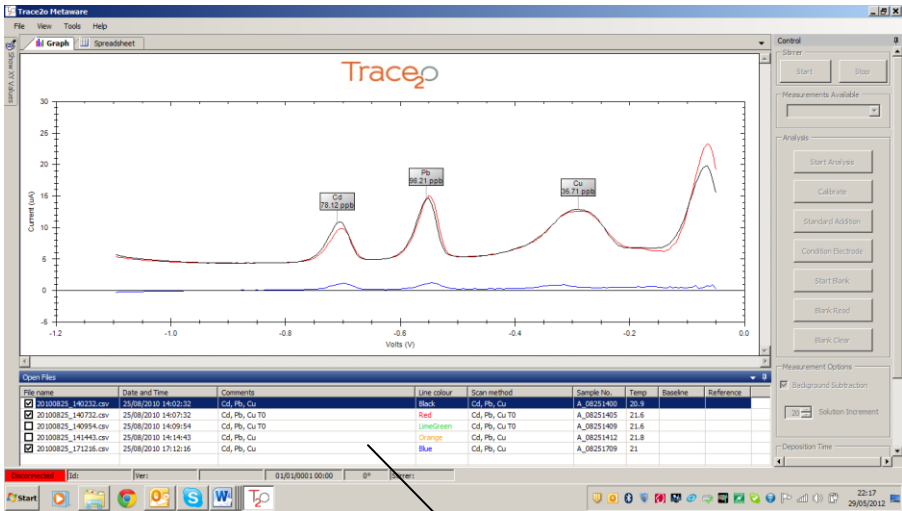 Trace2o Metaware
File View Tools Help
Graph Spreadsheet
Show XY Values
Trace2o
30
25
20
15
10
5
0
-5
Current (uA)
Cd
78.12 ppb
Pb
98.21 ppb
Cu
36.71 ppb
-1.2 -1.0 -0.8 -0.6 -0.4 -0.2 0.0
Volts (V)
Open Files
File name Date and Time Comments Line colour Scan method Sample No. Temp Baseline Reference
20100825_140232.csv 25/08/2010 14:02:32 Cd, Pb, Cu Black Cd, Pb, Cu A_08251400 20.9
20100825_140732.csv 25/08/2010 14:07:32 Cd, Pb, Cu T0 Red Cd, Pb, Cu T0 A_08251405 21.6
20100825_140954.csv 25/08/2010 14:09:54 Cd, Pb, Cu T0 LimeGreen Cd, Pb, Cu T0 A_08251409 21.6
20100825_141443.csv 25/08/2010 14:14:43 Cd, Pb, Cu Orange Cd, Pb, Cu A_08251412 21.8
20100825_171216.csv 25/08/2010 17:12:16 Cd, Pb, Cu Blue Cd, Pb, Cu A_08251709 21
Control
Stirrer
Start Stop
Measurements Available
Analysis
Start Analysis
Calibrate
Standard Addition
Condition Electrode
Start Blank
Blank Read
Blank Clear
Measurement Options
Background Subtraction
20 Solution Increment
Deposition Time
Disconnected Id: Ver: 01/01/0001 00:00 0° Stirrer:
Start
22:17
29/05/2012